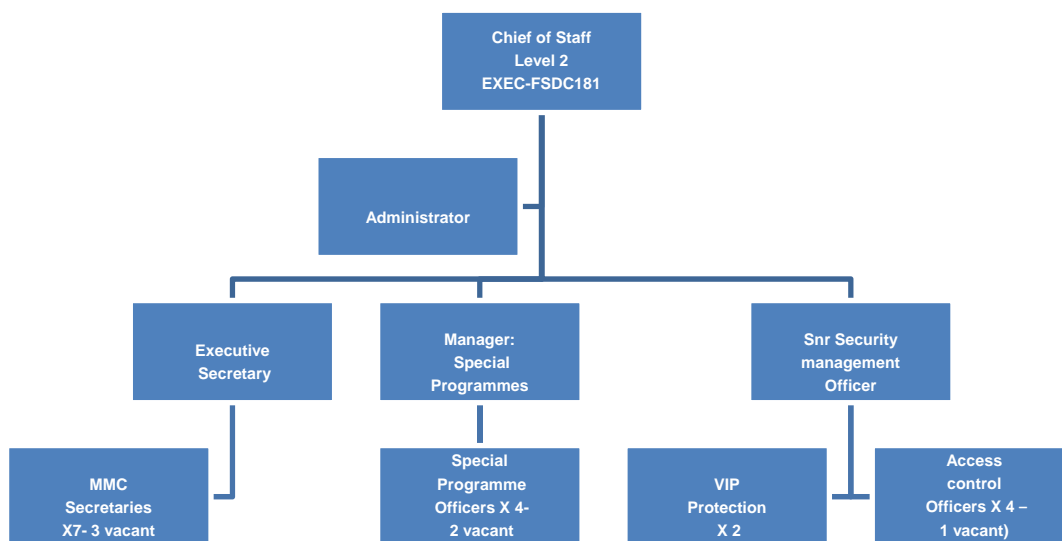 Chief of Staff
Level 2
EXEC-FSDC181
Administrator
Executive
Secretary
Manager:
Special
Programmes
Snr Security
management
Officer
MMC
Secretaries
X7- 3 vacant
Special
Programme
Officers X 4-
2 vacant
VIP
Protection
X 2
Access
control
Officers X 4 –
1 vacant)